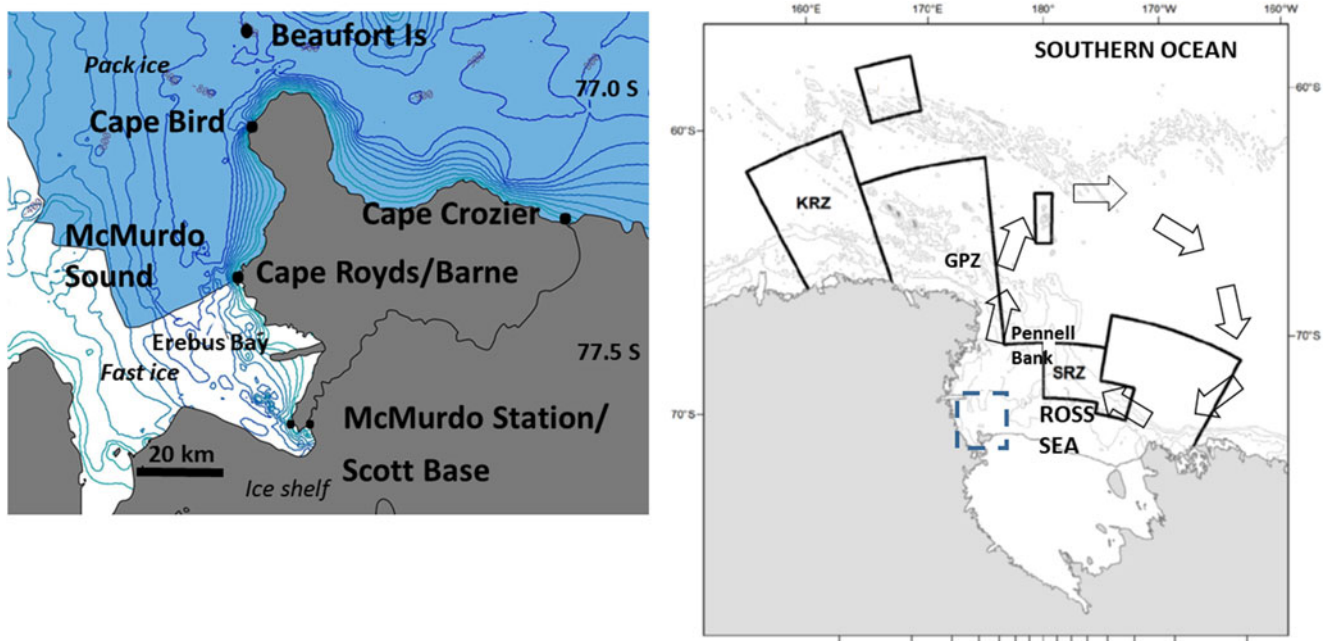 Beaufort Is
Pack ice
77.0 S
Cape Bird
Cape Crozier
McMurdo
Sound
Cape Royds/Barne
Erebus Bay
77.5 S
Fast ice
McMurdo Station/
Scott Base
20 km
Ice shelf
160°E
170°E
180°
170°W
160°W
SOUTHERN OCEAN
60°S
60°S
KRZ
GPZ
Pennell
Bank
70°S
SRZ
70°S
ROSS
SEA